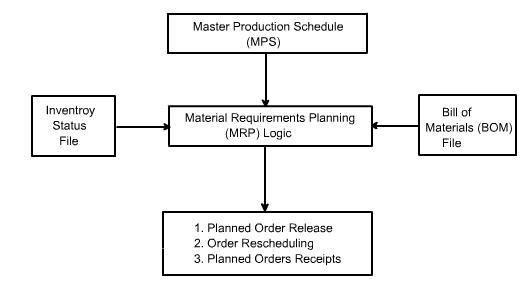 Master Production Schedule
(MPS)
Inventroy
Status
File
Material Requirements Planning
(MRP) Logic
Bill of
Materials (BOM)
File
1. Planned Order Release
2. Order Rescheduling
3. Planned Orders Receipts